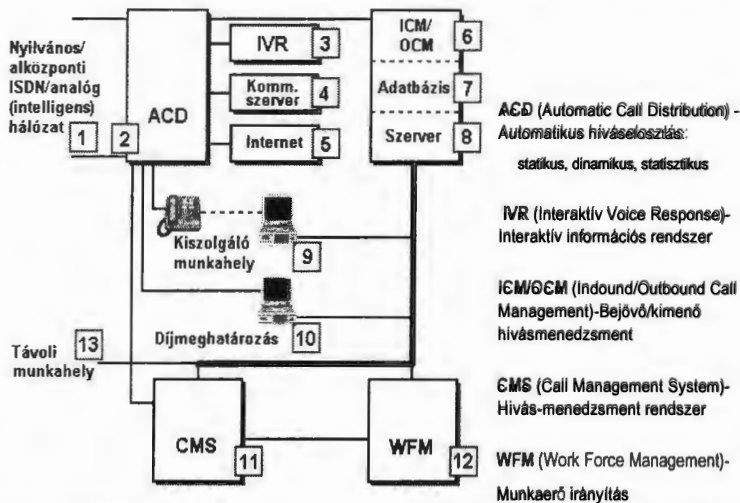 Nyilvános/
alközponti
ISDN/analóg
(intelligens)
hálózat
1
2
ACD
IVR
3
Komm.
szerver
4
Internet
5
ICM/
OCM
6
Adatbázis
7
Szerver
8
Kiszolgáló
munkahely
9
Díjmeghatározás
10
13
Távoli
munkahely
CMS
11
WFM
12
ACD (Automatic Call Distribution) -
Automatikus híváselosztás:
statikus, dinamikus, statisztikus
IVR (Interaktív Voice Response)-
Interaktív információs rendszer
ICM/OCM (Indound/Outbound Call
Management)-Bejövő/kimenő
hívásmenedzsment
CMS (Call Management System)-
Hívás-menedzsment rendszer
WFM (Work Force Management)-
Munkaerő irányítás